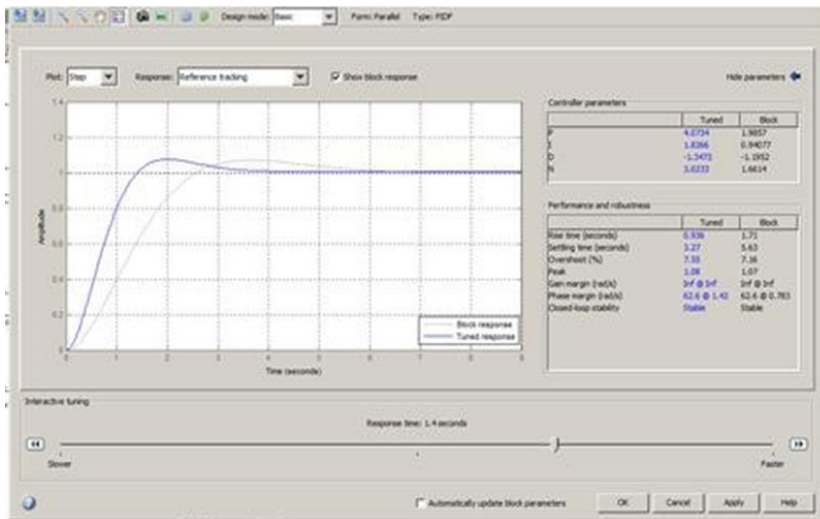 Design mode: Basic Form: Parallel Type: PIDF
Plot: Step Response: Reference tracking Show block response Hide parameters
Controller parameters
Tuned Block
P 4.0734 1.9857
I 1.8266 0.94077
D -1.1952
N 3.0233 1.6614
Performance and robustness
Tuned Block
Rise time (seconds) 0.936 1.71
Settling time (seconds) 3.27 5.63
Overshoot (%) 7.55 7.16
Peak 1.08 1.07
Gain margin (rad/s) Inf @ Inf Inf @ Inf
Phase margin (rad/s) 62.6 @ 1.42 62.6 @ 0.783
Closed-loop stability Stable Stable
1.4
1.2
1
0.8
0.6
0.4
0.2
0
Amplitude
Block response
Tuned response
0 1 2 3 4 5 6 7 8 9
Time (seconds)
Interactive tuning
Response time: 1.4 seconds
Slower Faster
Automatically update block parameters OK Cancel Apply Help